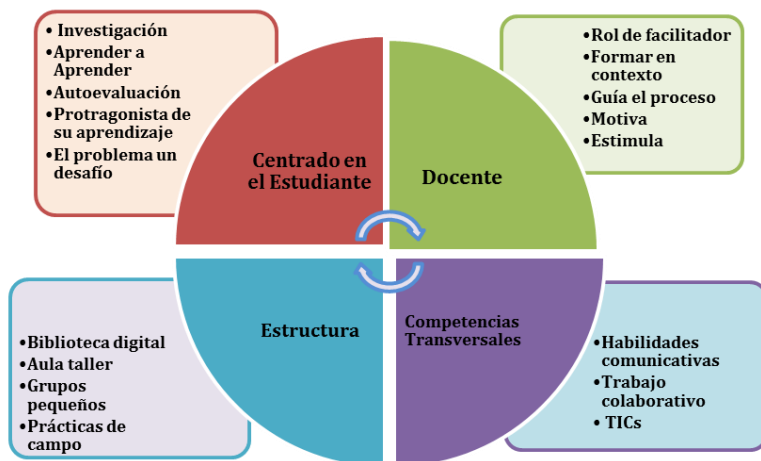 • Investigación
• Aprender a
Aprender
• Autoevaluación
• Protragonista de
su aprendizaje
• El problema un
desafío
Centrado en
el Estudiante
• Rol de facilitador
• Formar en
contexto
• Guía el proceso
• Motiva
• Estimula
Docente
• Biblioteca digital
• Aula taller
• Grupos
pequeños
• Prácticas de
campo
Estructura
Competencias
Transversales
• Habilidades
comunicativas
• Trabajo
colaborativo
• TICs